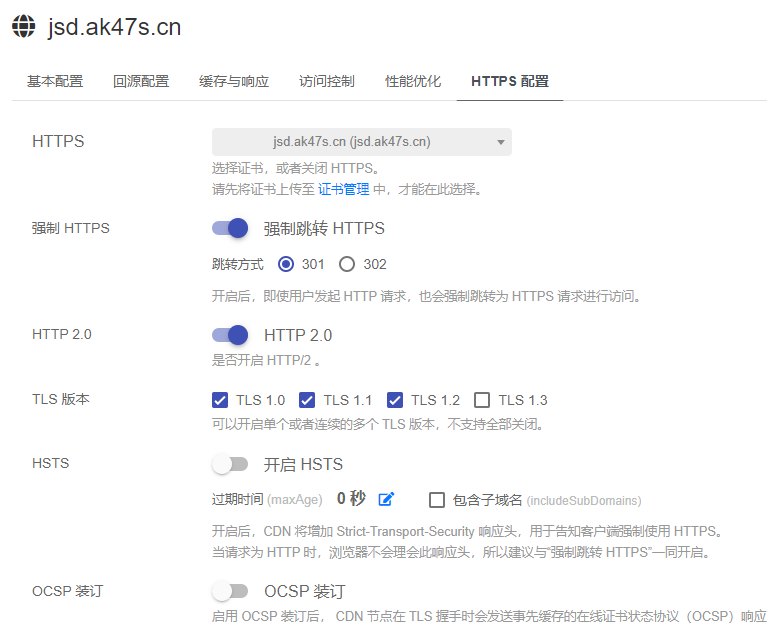 jsd.ak47s.cn
基本配置 回源配置 缓存与响应 访问控制 性能优化 HTTPS 配置
HTTPS jsd.ak47s.cn (jsd.ak47s.cn)
选择证书，或者关闭 HTTPS。
请先将证书上传至 证书管理 中，才能在此选择。
强制 HTTPS 强制跳转 HTTPS
跳转方式 301 302
开启后，即使用户发起 HTTP 请求，也会强制跳转为 HTTPS 请求进行访问。
HTTP 2.0 HTTP 2.0
是否开启 HTTP/2 。
TLS 版本 TLS 1.0 TLS 1.1 TLS 1.2 TLS 1.3
可以开启单个或者连续的多个 TLS 版本，不支持全部关闭。
HSTS 开启 HSTS
过期时间 (maxAge) 0 秒 包含子域名 (includeSubDomains)
开启后，CDN 将增加 Strict-Transport-Security 响应头，用于告知客户端强制使用 HTTPS。
当请求为 HTTP 时，浏览器不会理会此响应头，所以建议与“强制跳转 HTTPS”一同开启。
OCSP 装订 OCSP 装订
启用 OCSP 装订后， CDN 节点在 TLS 握手时会发送事先缓存的在线证书状态协议（OCSP）响应